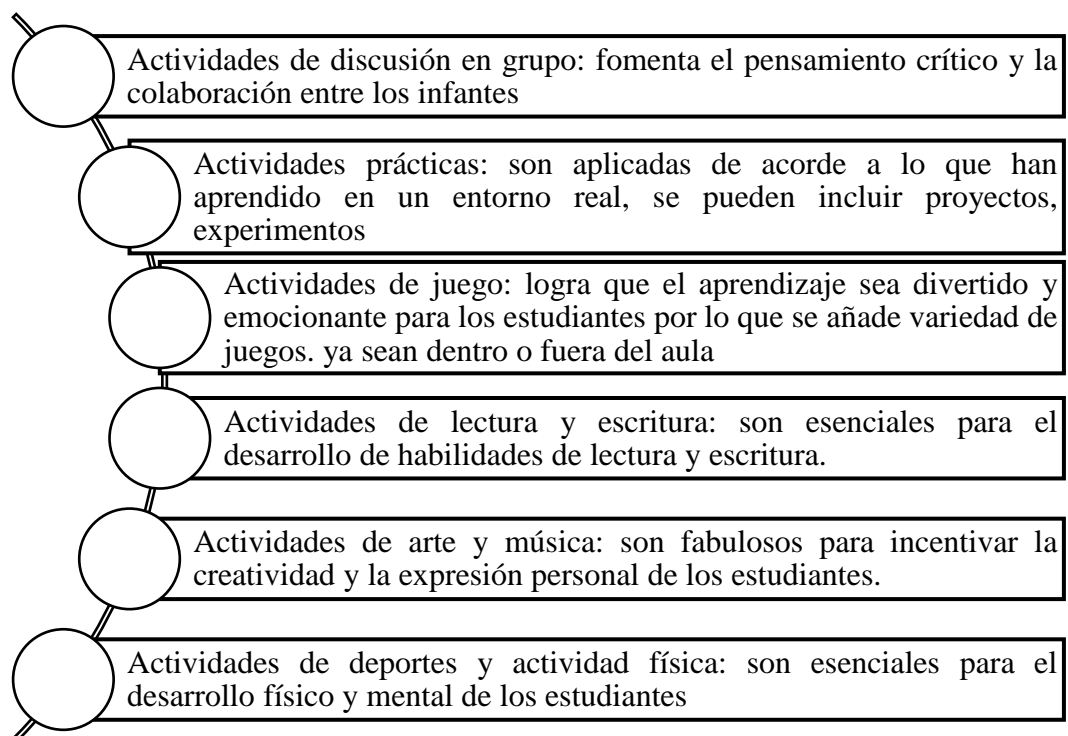 Actividades de discusión en grupo: fomenta el pensamiento crítico y la
colaboración entre los infantes
Actividades prácticas: son aplicadas de acorde a lo que han
aprendido en un entorno real, se pueden incluir proyectos,
experimentos
Actividades de juego: logra que el aprendizaje sea divertido y
emocionante para los estudiantes por lo que se añade variedad de
juegos. ya sean dentro o fuera del aula
Actividades de lectura y escritura: son esenciales para el
desarrollo de habilidades de lectura y escritura.
Actividades de arte y música: son fabulosos para incentivar la
creatividad y la expresión personal de los estudiantes.
Actividades de deportes y actividad física: son esenciales para el
desarrollo físico y mental de los estudiantes